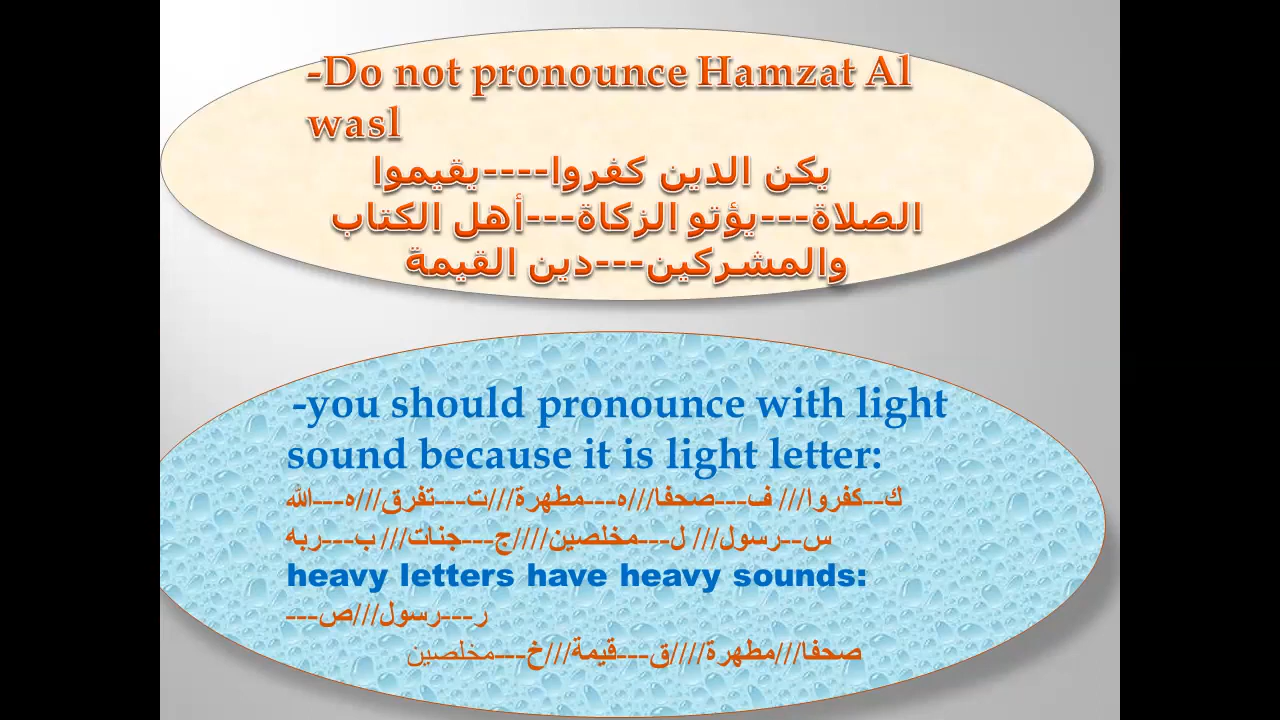 -Do not pronounce Hamzat Al
wasl
يكن الدين كفروا----يقيموا
الصلاة---يؤتو الزكاة---أهل الكتاب
والمشركين---دين القيمة
-you should pronounce with light
sound because it is light letter:
ك--كفروا/// ف---صحفا///ه---مطهرة///ت---تفرق///ه---الله
س--رسول/// ل---مخلصين////ج---جنات/// ب---ربه
heavy letters have heavy sounds:
ر---رسول///ص---
صحفا///مطهرة////ق---قيمة///خ---مخلصين